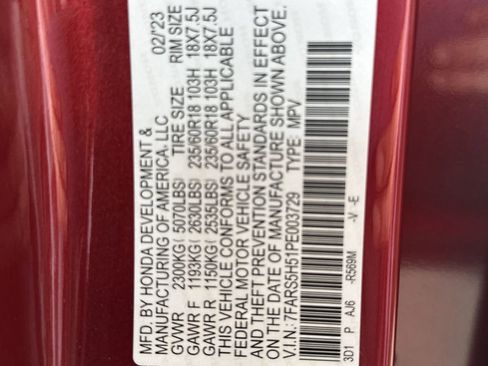 MFD. BY HONDA DEVELOPMENT &
MANUFACTURING OF AMERICA, LLC 02/'23
GVWR 2300KG( 5070LBS) TIRE SIZE RIM SIZE
GAWR F 1193KG( 2630LBS) 235/60R18 103H 18X7.5J
GAWR R 1150KG( 2535LBS) 235/60R18 103H 18X7.5J
THIS VEHICLE CONFORMS TO ALL APPLICABLE
FEDERAL MOTOR VEHICLE SAFETY
AND THEFT PREVENTION STANDARDS IN EFFECT
ON THE DATE OF MANUFACTURE SHOWN ABOVE.
V.I.N.: 7FARS5H51PE003729 TYPE: MPV
3D1 P AJ6 -R569M -V -E